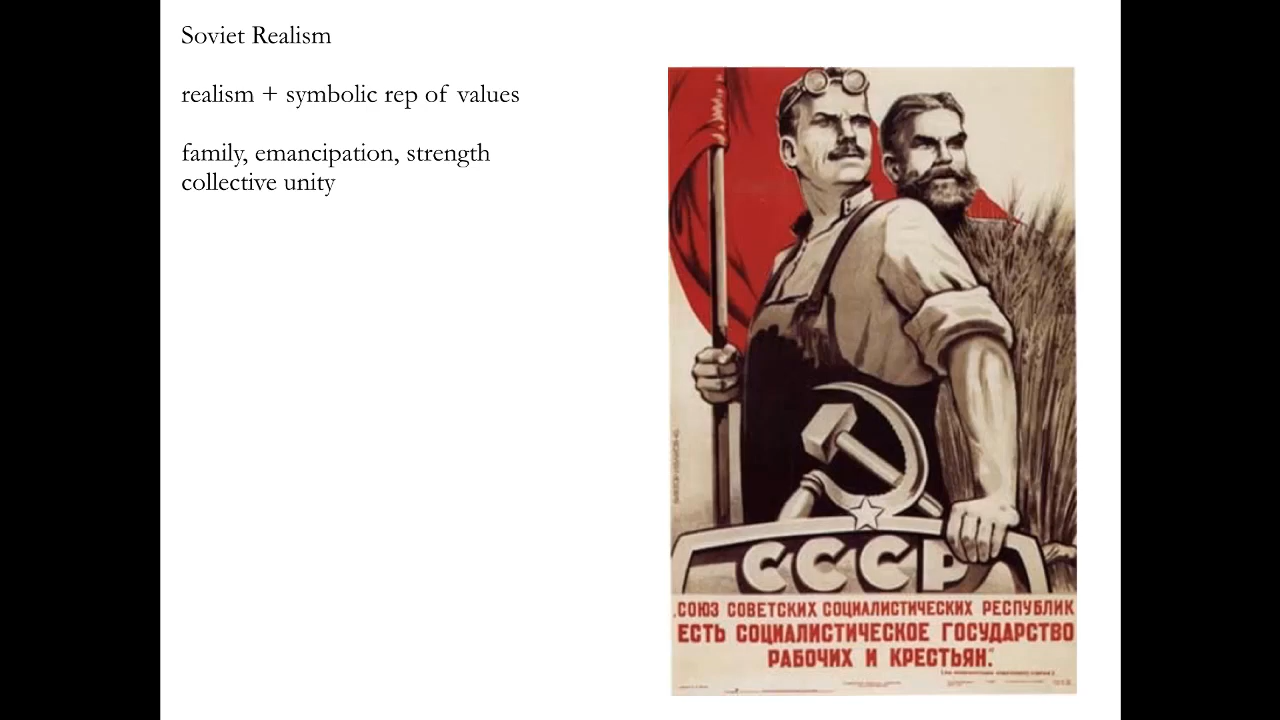 Soviet Realism
realism + symbolic rep of values
family, emancipation, strength
collective unity
СССР
„СОЮЗ СОВЕТСКИХ СОЦИАЛИСТИЧЕСКИХ РЕСПУБЛИК
ЕСТЬ СОЦИАЛИСТИЧЕСКОЕ ГОСУДАРСТВО
РАБОЧИХ И КРЕСТЬЯН."